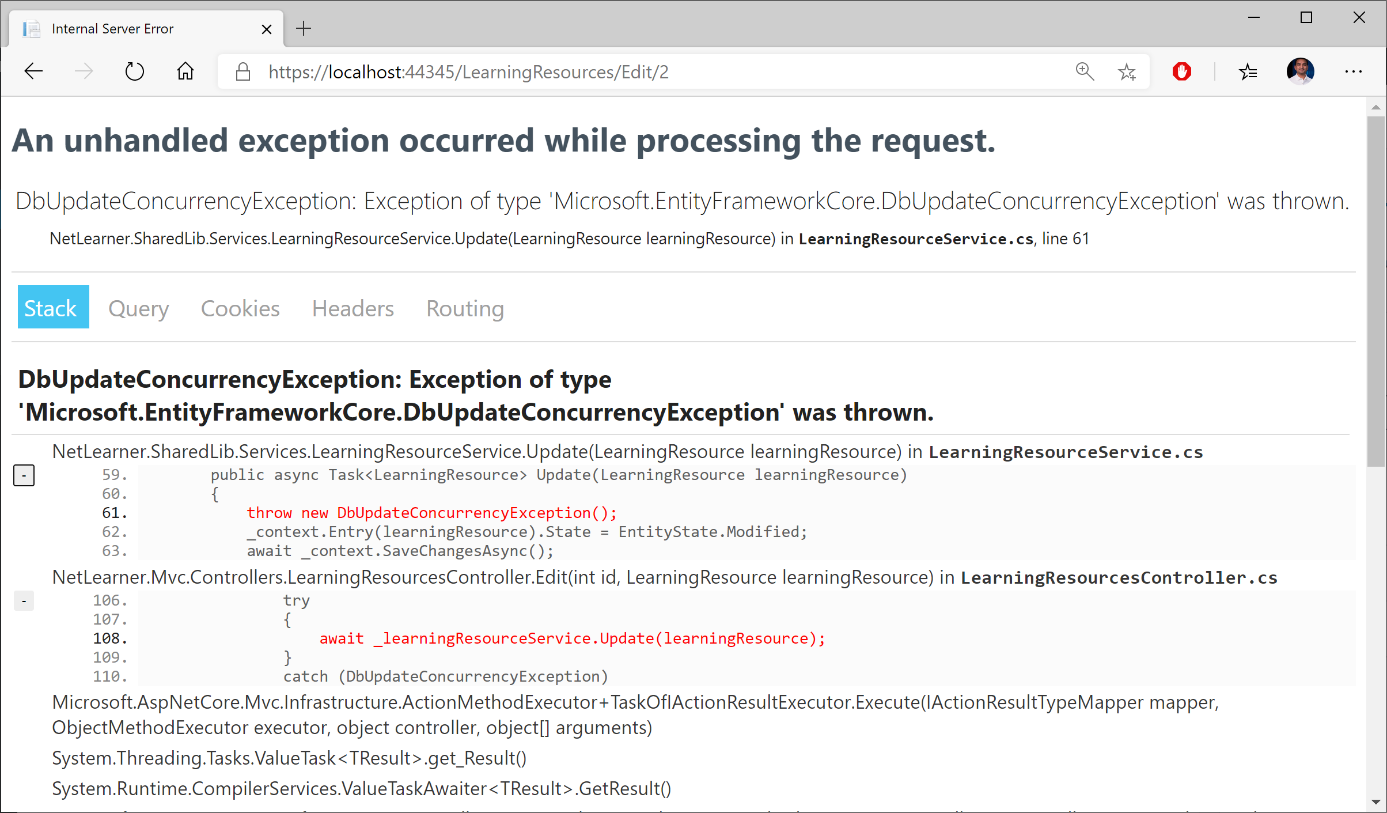 Internal Server Error
https://localhost:44345/LearningResources/Edit/2
An unhandled exception occurred while processing the request.
DbUpdateConcurrencyException: Exception of type 'Microsoft.EntityFrameworkCore.DbUpdateConcurrencyException' was thrown.
NetLearner.SharedLib.Services.LearningResourceService.Update(LearningResource learningResource) in LearningResourceService.cs, line 61
Stack Query Cookies Headers Routing
DbUpdateConcurrencyException: Exception of type
'Microsoft.EntityFrameworkCore.DbUpdateConcurrencyException' was thrown.
NetLearner.SharedLib.Services.LearningResourceService.Update(LearningResource learningResource) in LearningResourceService.cs
- 59. public async Task<LearningResource> Update(LearningResource learningResource)
60. {
61. throw new DbUpdateConcurrencyException();
62. _context.Entry(learningResource).State = EntityState.Modified;
63. await _context.SaveChangesAsync();
NetLearner.Mvc.Controllers.LearningResourcesController.Edit(int id, LearningResource learningResource) in LearningResourcesController.cs
- 106. try
107. {
108. await _learningResourceService.Update(learningResource);
109. }
110. catch (DbUpdateConcurrencyException)
Microsoft.AspNetCore.Mvc.Infrastructure.ActionMethodExecutor+TaskOfIActionResultExecutor.Execute(IActionResultTypeMapper mapper,
ObjectMethodExecutor executor, object controller, object[] arguments)
System.Threading.Tasks.ValueTask<TResult>.get_Result()
System.Runtime.CompilerServices.ValueTaskAwaiter<TResult>.GetResult()